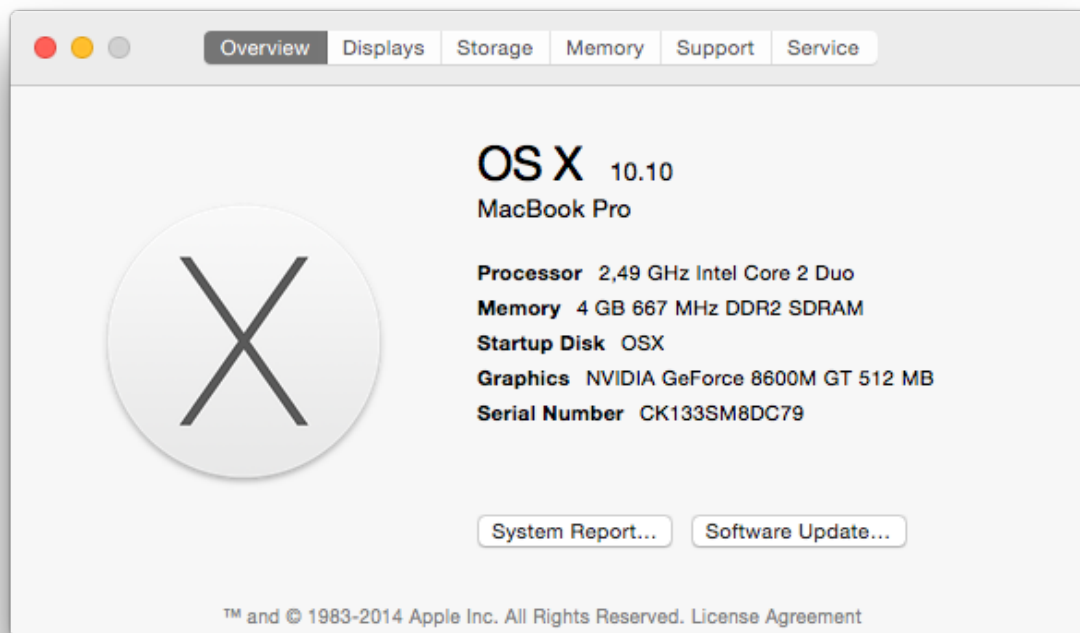 Overview Displays Storage Memory Support Service
OS X 10.10
MacBook Pro
Processor 2,49 GHz Intel Core 2 Duo
Memory 4 GB 667 MHz DDR2 SDRAM
Startup Disk OSX
Graphics NVIDIA GeForce 8600M GT 512 MB
Serial Number CK133SM8DC79
System Report... Software Update...
™ and © 1983-2014 Apple Inc. All Rights Reserved. License Agreement